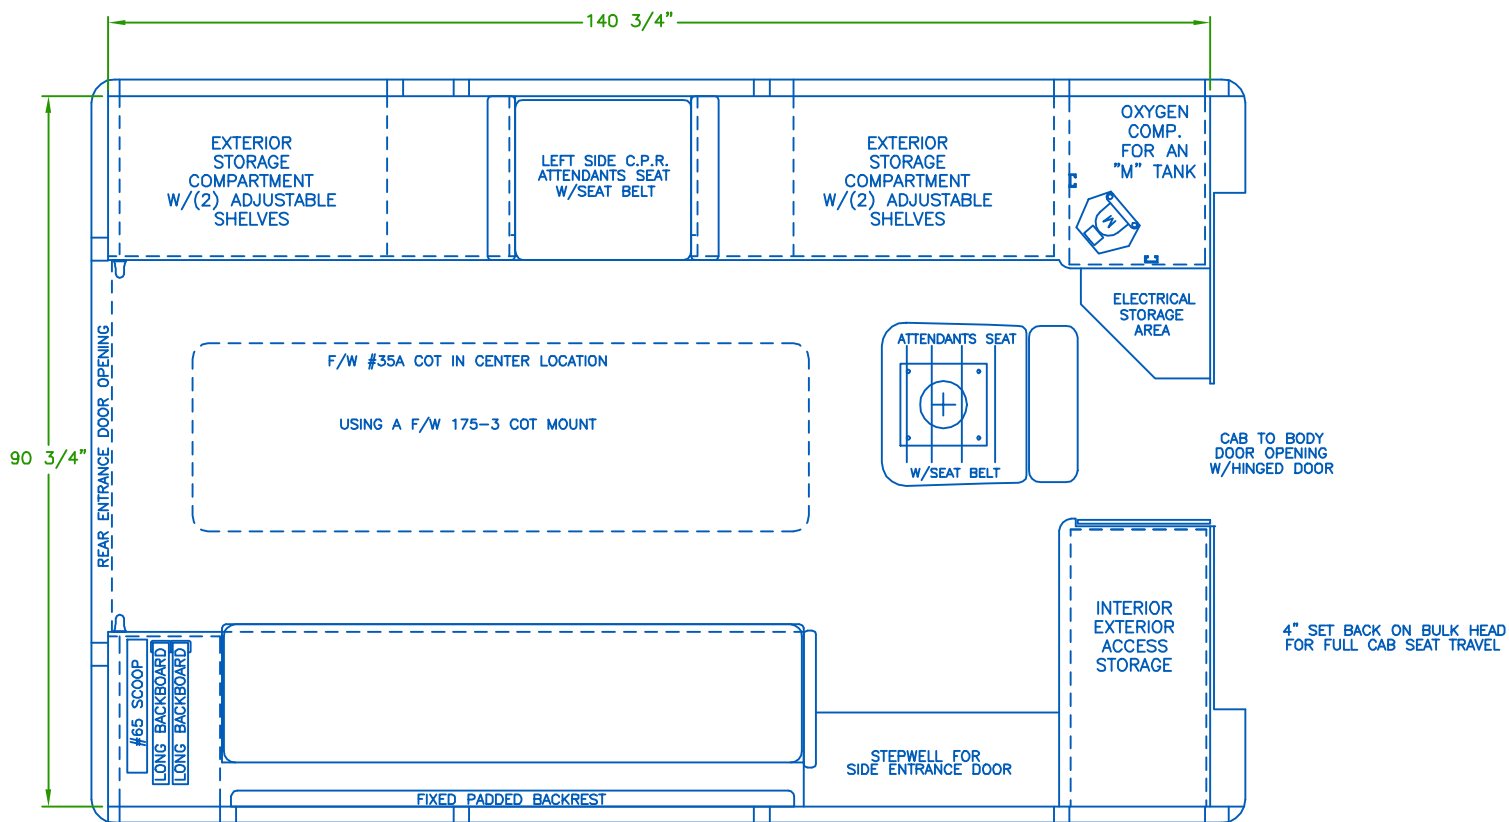 140 3/4"
EXTERIOR
STORAGE
COMPARTMENT
W/(2) ADJUSTABLE
SHELVES
LEFT SIDE C.P.R.
ATTENDANTS SEAT
W/SEAT BELT
EXTERIOR
STORAGE
COMPARTMENT
W/(2) ADJUSTABLE
SHELVES
OXYGEN
COMP.
FOR AN
"M" TANK
M
ELECTRICAL
STORAGE
AREA
REAR ENTRANCE DOOR OPENING
F/W #35A COT IN CENTER LOCATION
USING A F/W 175-3 COT MOUNT
ATTENDANTS SEAT
W/SEAT BELT
90 3/4"
CAB TO BODY
DOOR OPENING
W/HINGED DOOR
INTERIOR
EXTERIOR
ACCESS
STORAGE
4" SET BACK ON BULK HEAD
FOR FULL CAB SEAT TRAVEL
#65 SCOOP
LONG BACKBOARD
LONG BACKBOARD
STEPWELL FOR
SIDE ENTRANCE DOOR
FIXED PADDED BACKREST